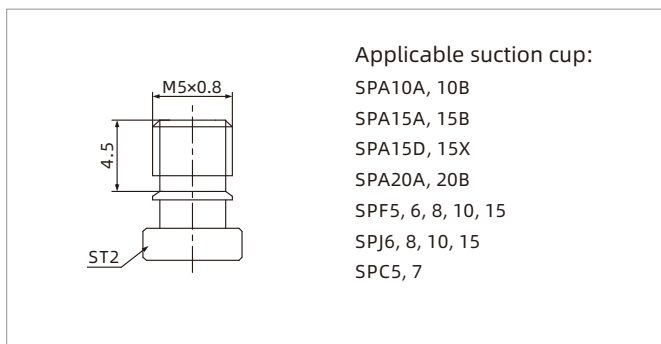 M5×0.8
4.5
ST2
Applicable suction cup:
SPA10A, 10B
SPA15A, 15B
SPA15D, 15X
SPA20A, 20B
SPF5, 6, 8, 10, 15
SPJ6, 8, 10, 15
SPC5, 7